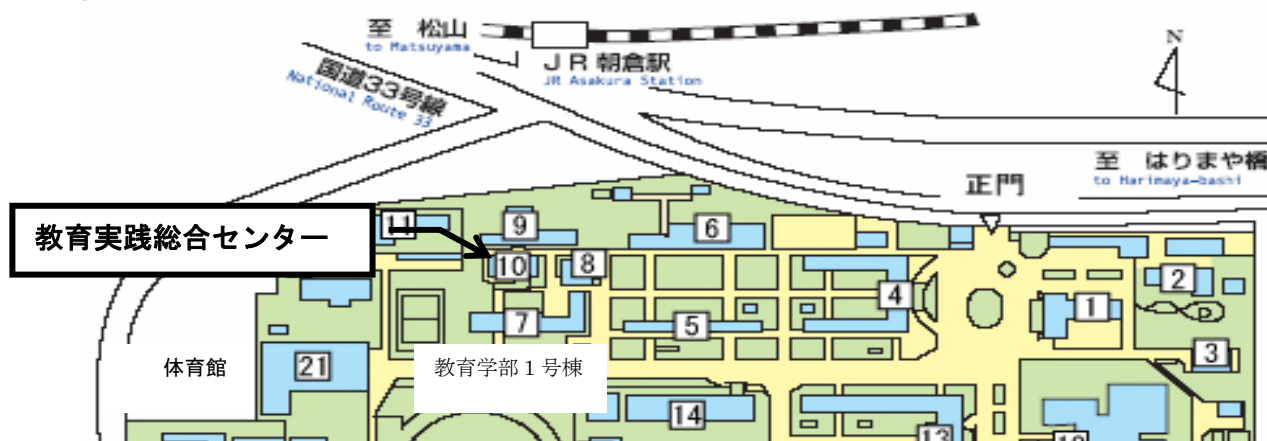 至 松山
to Matsuyama
JR朝倉駅
JR Asakura Station
国道33号線
National Route 33
N
至 はりまや橋
to Harimaya-bashi
正門
教育実践総合センター
11
9
6
10
8
2
4
1
7
5
3
体育館
21
教育学部1号棟
14
13